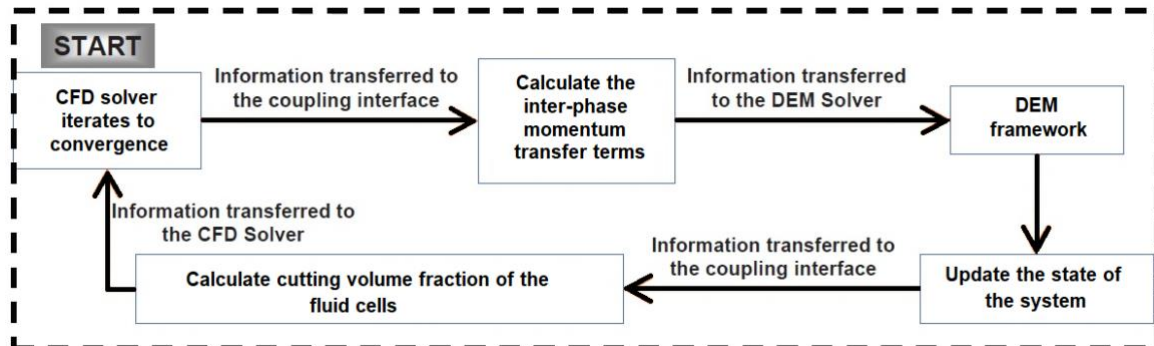 START
CFD solver
iterates to
convergence
Information transferred to
the coupling interface
Calculate the
inter-phase
momentum
transfer terms
Information transferred
to the DEM Solver
DEM
framework
Update the state of
the system
Information transferred to
the coupling interface
Calculate cutting volume fraction of the
fluid cells
Information transferred to
the CFD Solver